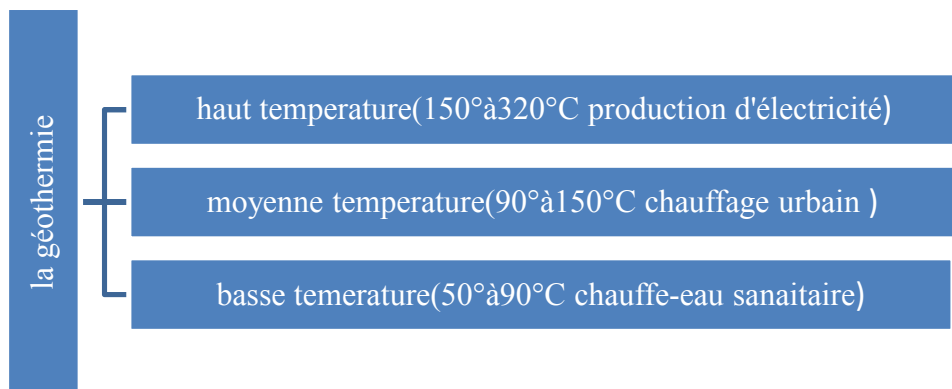 la géothermie
haut temperature(150°à320°C production d'électricité)
moyenne temperature(90°à150°C chauffage urbain )
basse temerature(50°à90°C chauffe-eau sanaitaire)